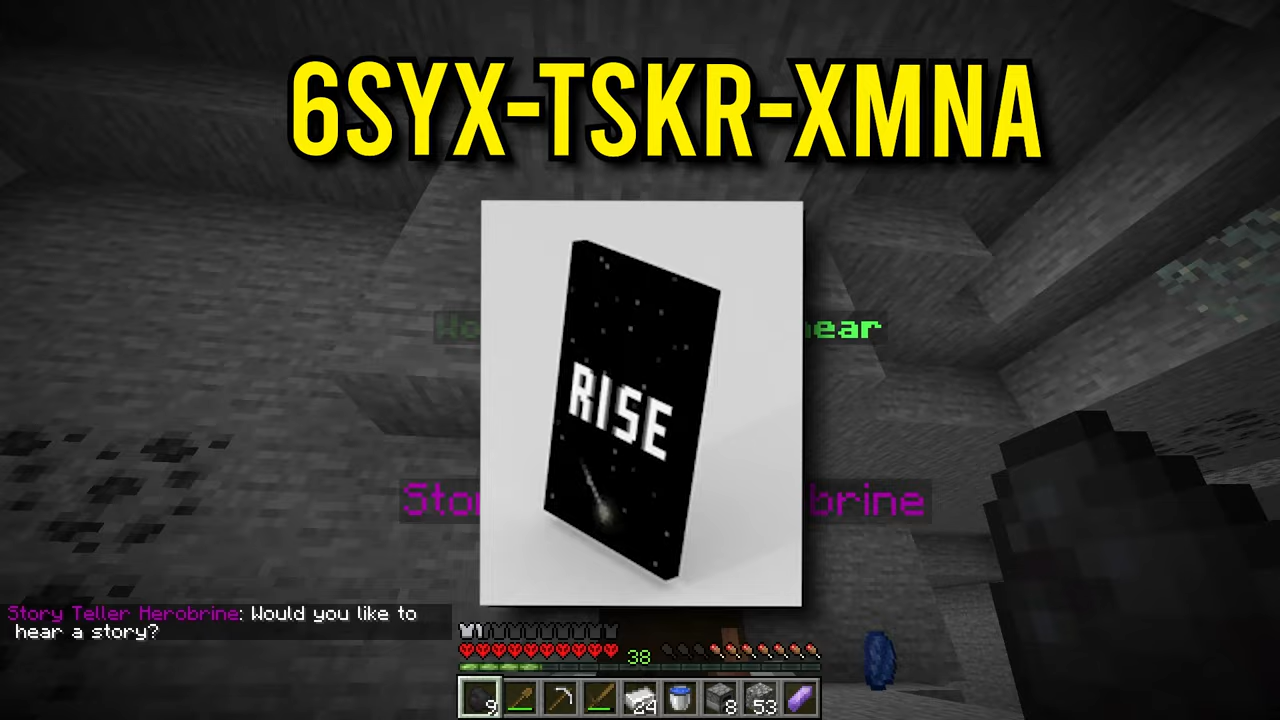 6SYX-TSKR-XMNA
RISE
Story Teller Herobrine: Would you like to
hear a story?
38
9
24
8
53